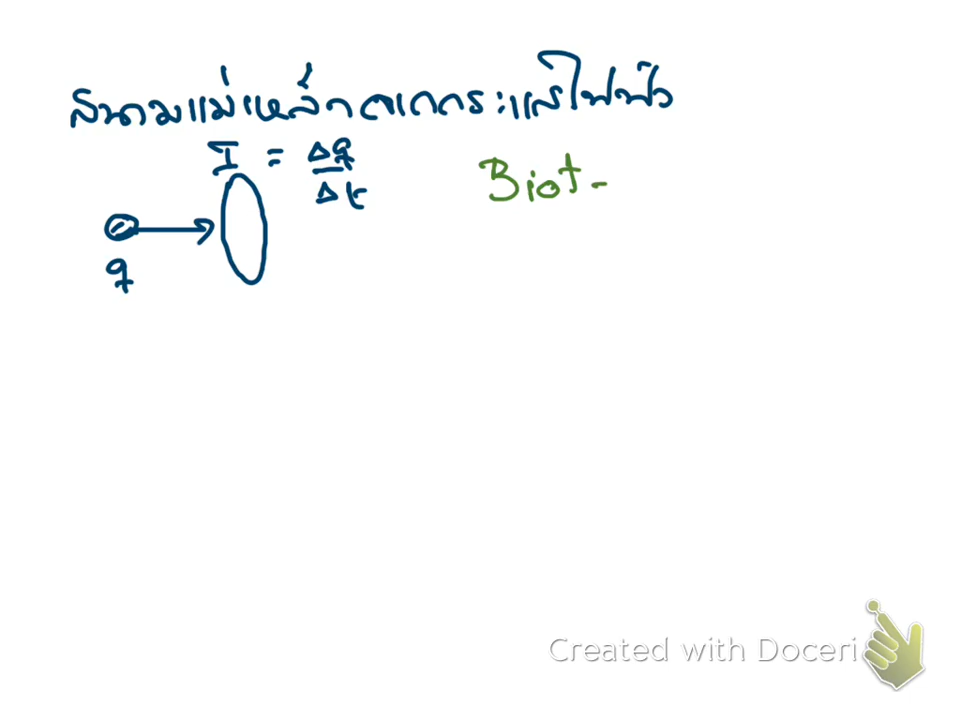 สนามแม่เหล็กจากกระแสไฟฟ้า
I = Δq/Δt
Biot -
q
Created with Doceri